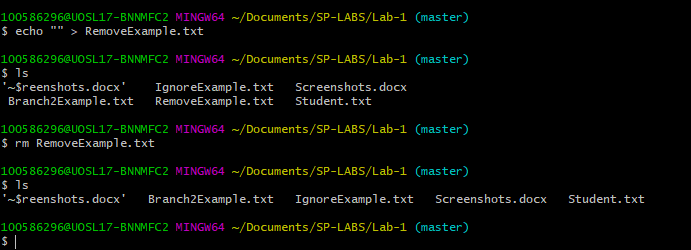 100586296@UOSL17-BNNMFC2 MINGW64 ~/Documents/SP-LABS/Lab-1 (master)
$ echo "" > RemoveExample.txt
100586296@UOSL17-BNNMFC2 MINGW64 ~/Documents/SP-LABS/Lab-1 (master)
$ ls
'~$reenshots.docx'   IgnoreExample.txt   Screenshots.docx
 Branch2Example.txt   RemoveExample.txt   Student.txt
100586296@UOSL17-BNNMFC2 MINGW64 ~/Documents/SP-LABS/Lab-1 (master)
$ rm RemoveExample.txt
100586296@UOSL17-BNNMFC2 MINGW64 ~/Documents/SP-LABS/Lab-1 (master)
$ ls
'~$reenshots.docx'   Branch2Example.txt   IgnoreExample.txt   Screenshots.docx   Student.txt
100586296@UOSL17-BNNMFC2 MINGW64 ~/Documents/SP-LABS/Lab-1 (master)
$